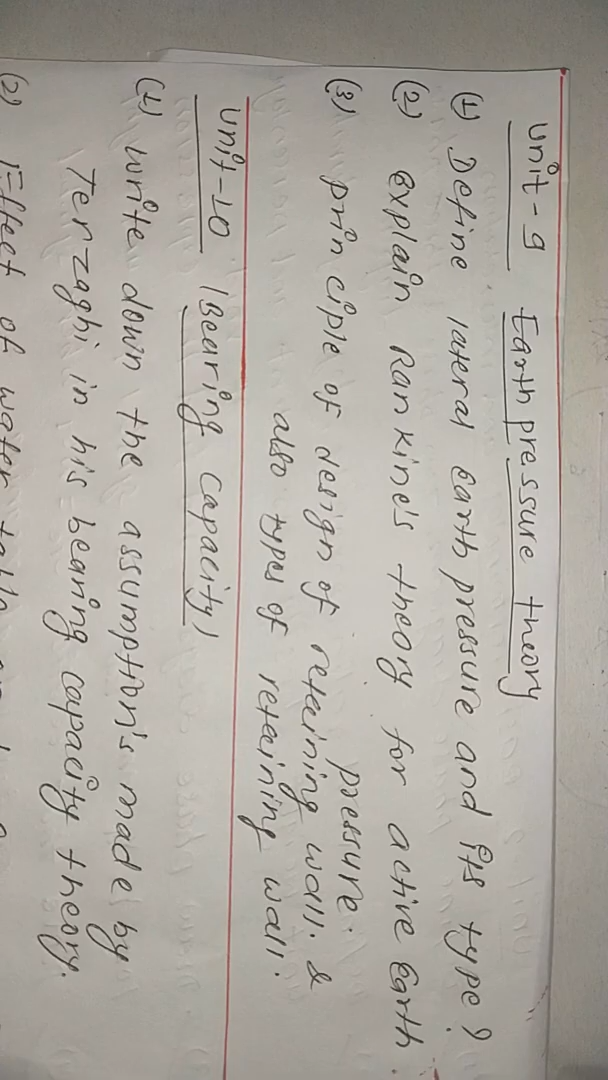 Unit-9 Earth pressure theory
(1) Define lateral earth pressure and its type?
(2) Explain Rankine's theory for active Earth
pressure.
(3) principle of design of retaining wall. &
also types of retaining wall.
Unit-10 (Bearing capacity)
(1) write down the assumption's made by
Terzaghi in his bearing capacity theory.
(2) Effect of water table